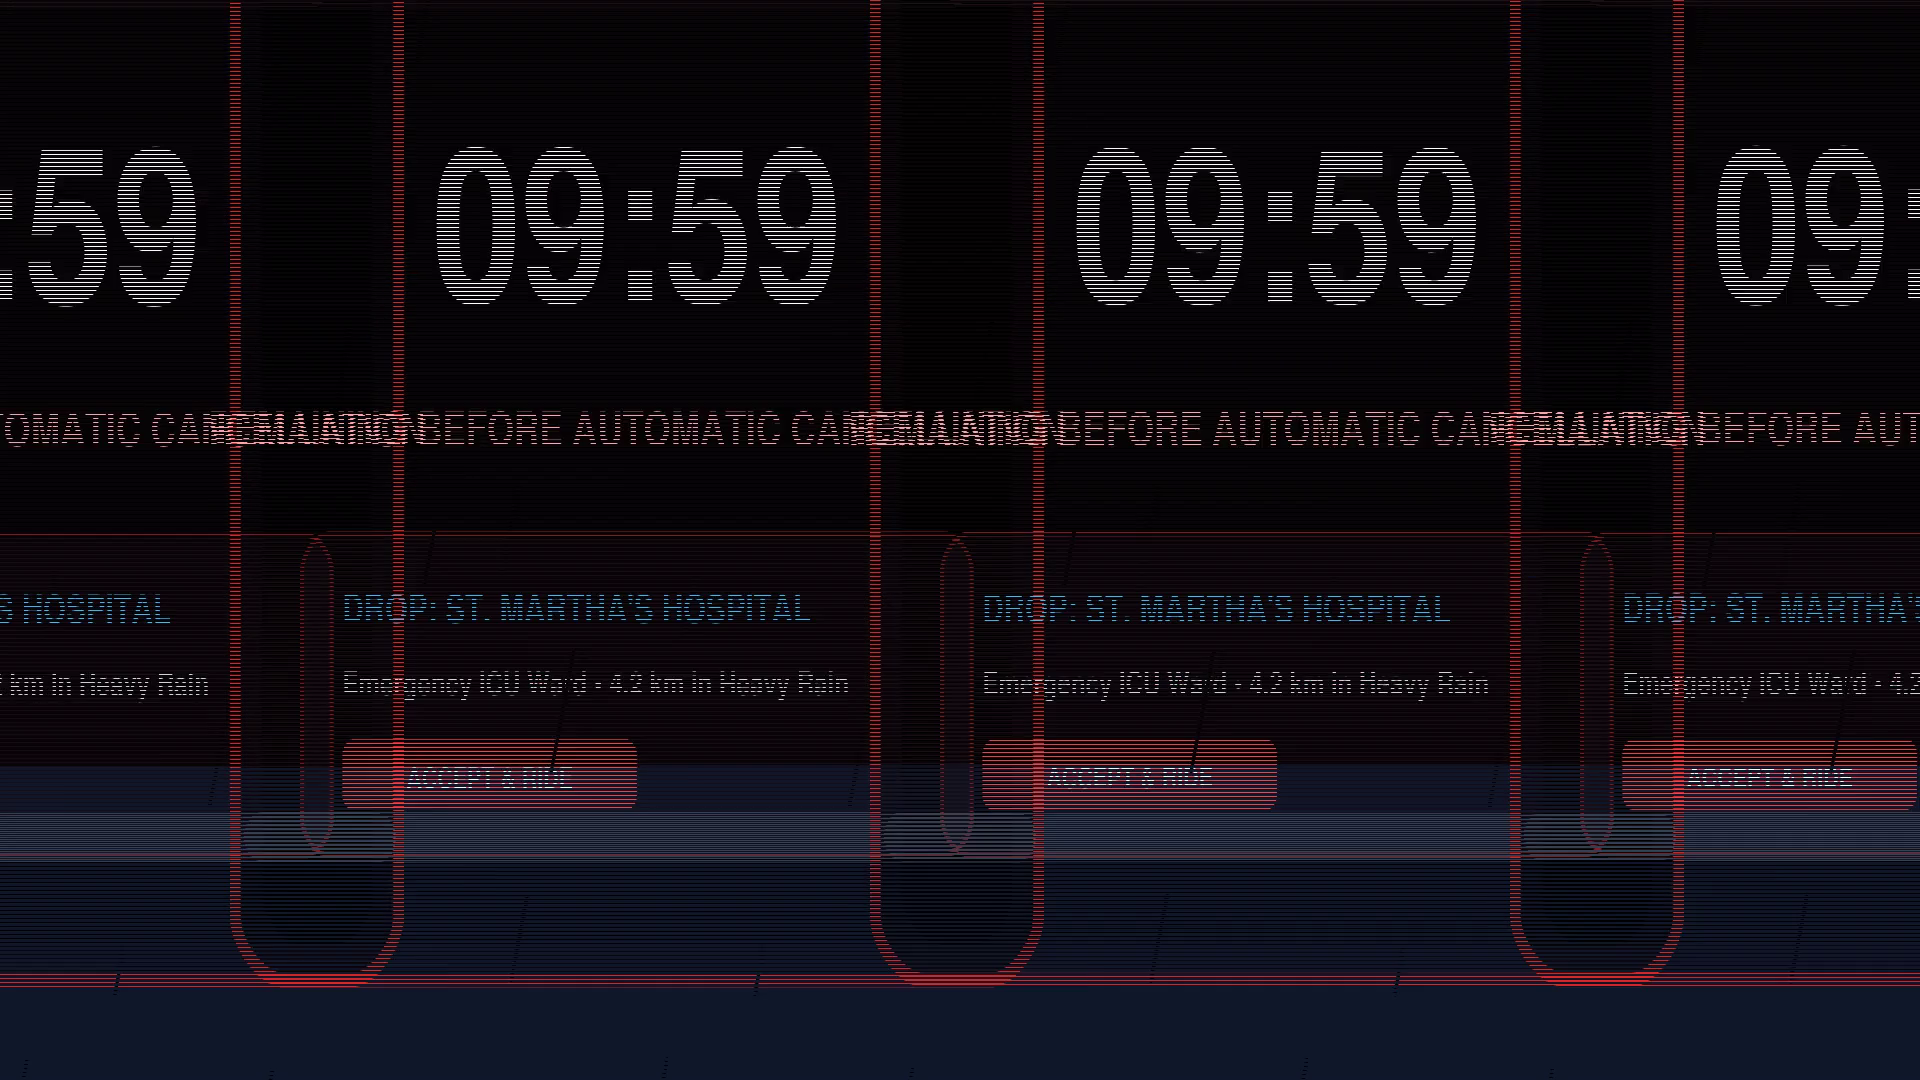 :59 09:59 09:59 09:
OMATIC BEFORE AUTOMATIC BEFORE AUTOMATIC BEFORE AUT
S HOSPITAL DROP: ST. MARTHA'S HOSPITAL DROP: ST. MARTHA'S HOSPITAL DROP: ST. MARTHA'S
km in Heavy Rain Emergency ICU Ward - 4.2 km in Heavy Rain Emergency ICU Ward - 4.2 km in Heavy Rain Emergency ICU Ward - 4.2
ACCEPT & RIDE ACCEPT & RIDE ACCEPT & RIDE